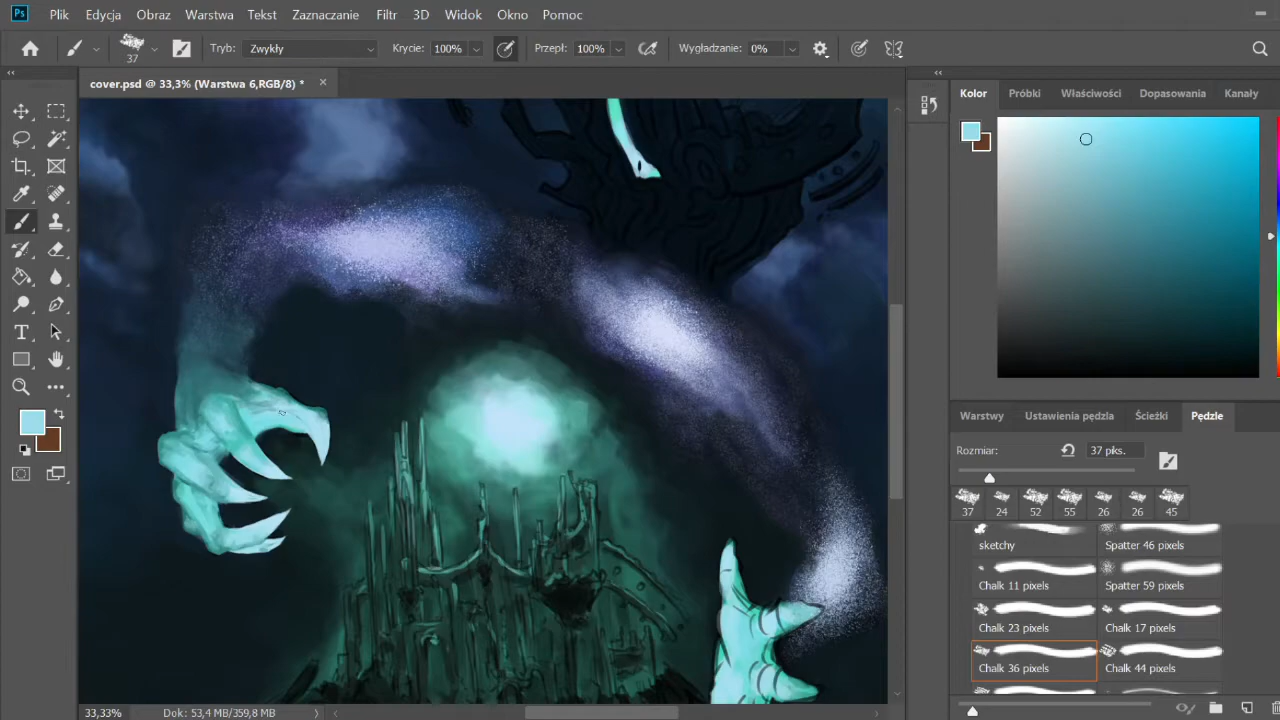 Ps Plik Edycja Obraz Warstwa Tekst Zaznaczanie Filtr 3D Widok Okno Pomoc
37 Tryb: Zwykły Krycie: 100% Przepł: 100% Wygładzanie: 0%
cover.psd @ 33,3% (Warstwa 6,RGB/8) *
Kolor Próbki Właściwości Dopasowania Kanały
Warstwy Ustawienia pędzla Ścieżki Pędzle
Rozmiar: 37 piks.
37 24 52 55 26 26 45
sketchy Spatter 46 pixels
Chalk 11 pixels Spatter 59 pixels
Chalk 23 pixels Chalk 17 pixels
Chalk 36 pixels Chalk 44 pixels
33,33% Dok: 53,4 MB/359,8 MB